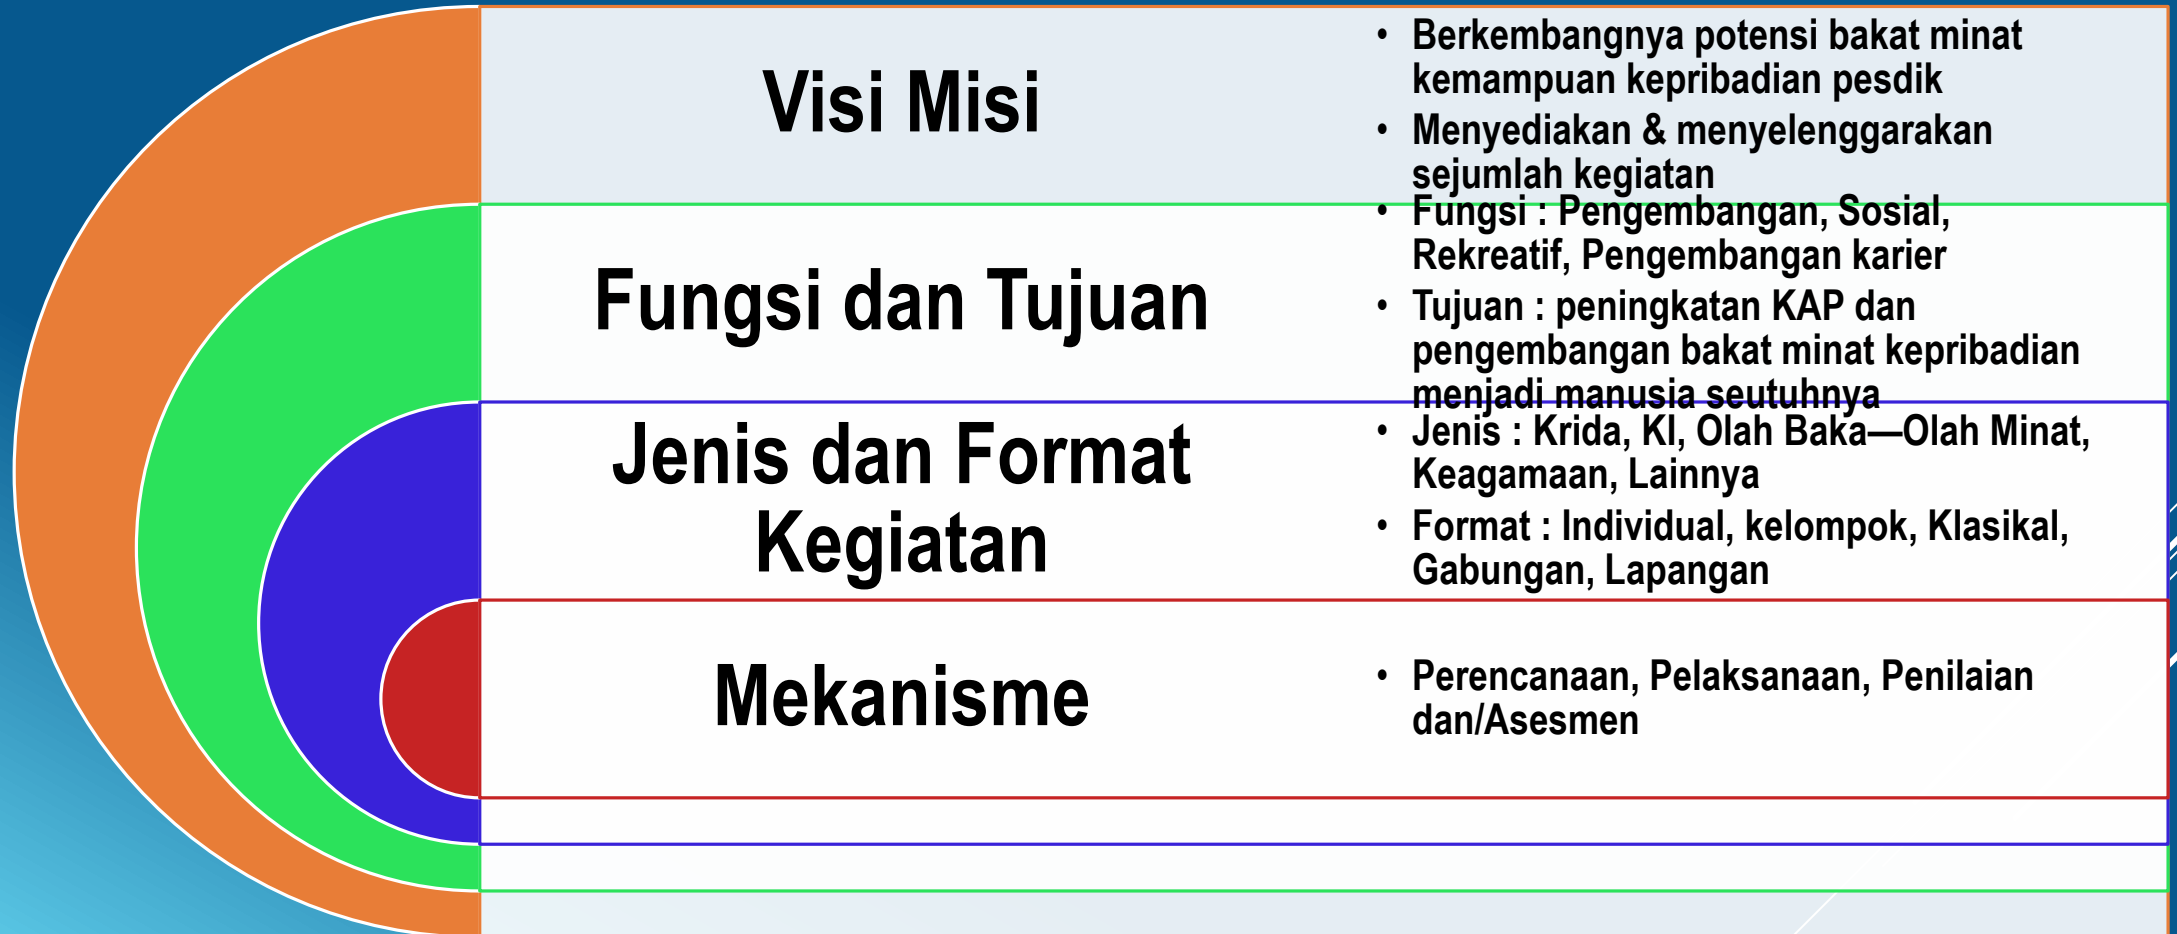 Visi Misi
• Berkembangnya potensi bakat minat
kemampuan kepribadian pesdik
• Menyediakan & menyelenggarakan
sejumlah kegiatan
Fungsi dan Tujuan
• Fungsi : Pengembangan, Sosial,
Rekreatif, Pengembangan karier
• Tujuan : peningkatan KAP dan
pengembangan bakat minat kepribadian
menjadi manusia seutuhnya
Jenis dan Format
Kegiatan
• Jenis : Krida, KI, Olah Baka—Olah Minat,
Keagamaan, Lainnya
• Format : Individual, kelompok, Klasikal,
Gabungan, Lapangan
Mekanisme
• Perencanaan, Pelaksanaan, Penilaian
dan/Asesmen